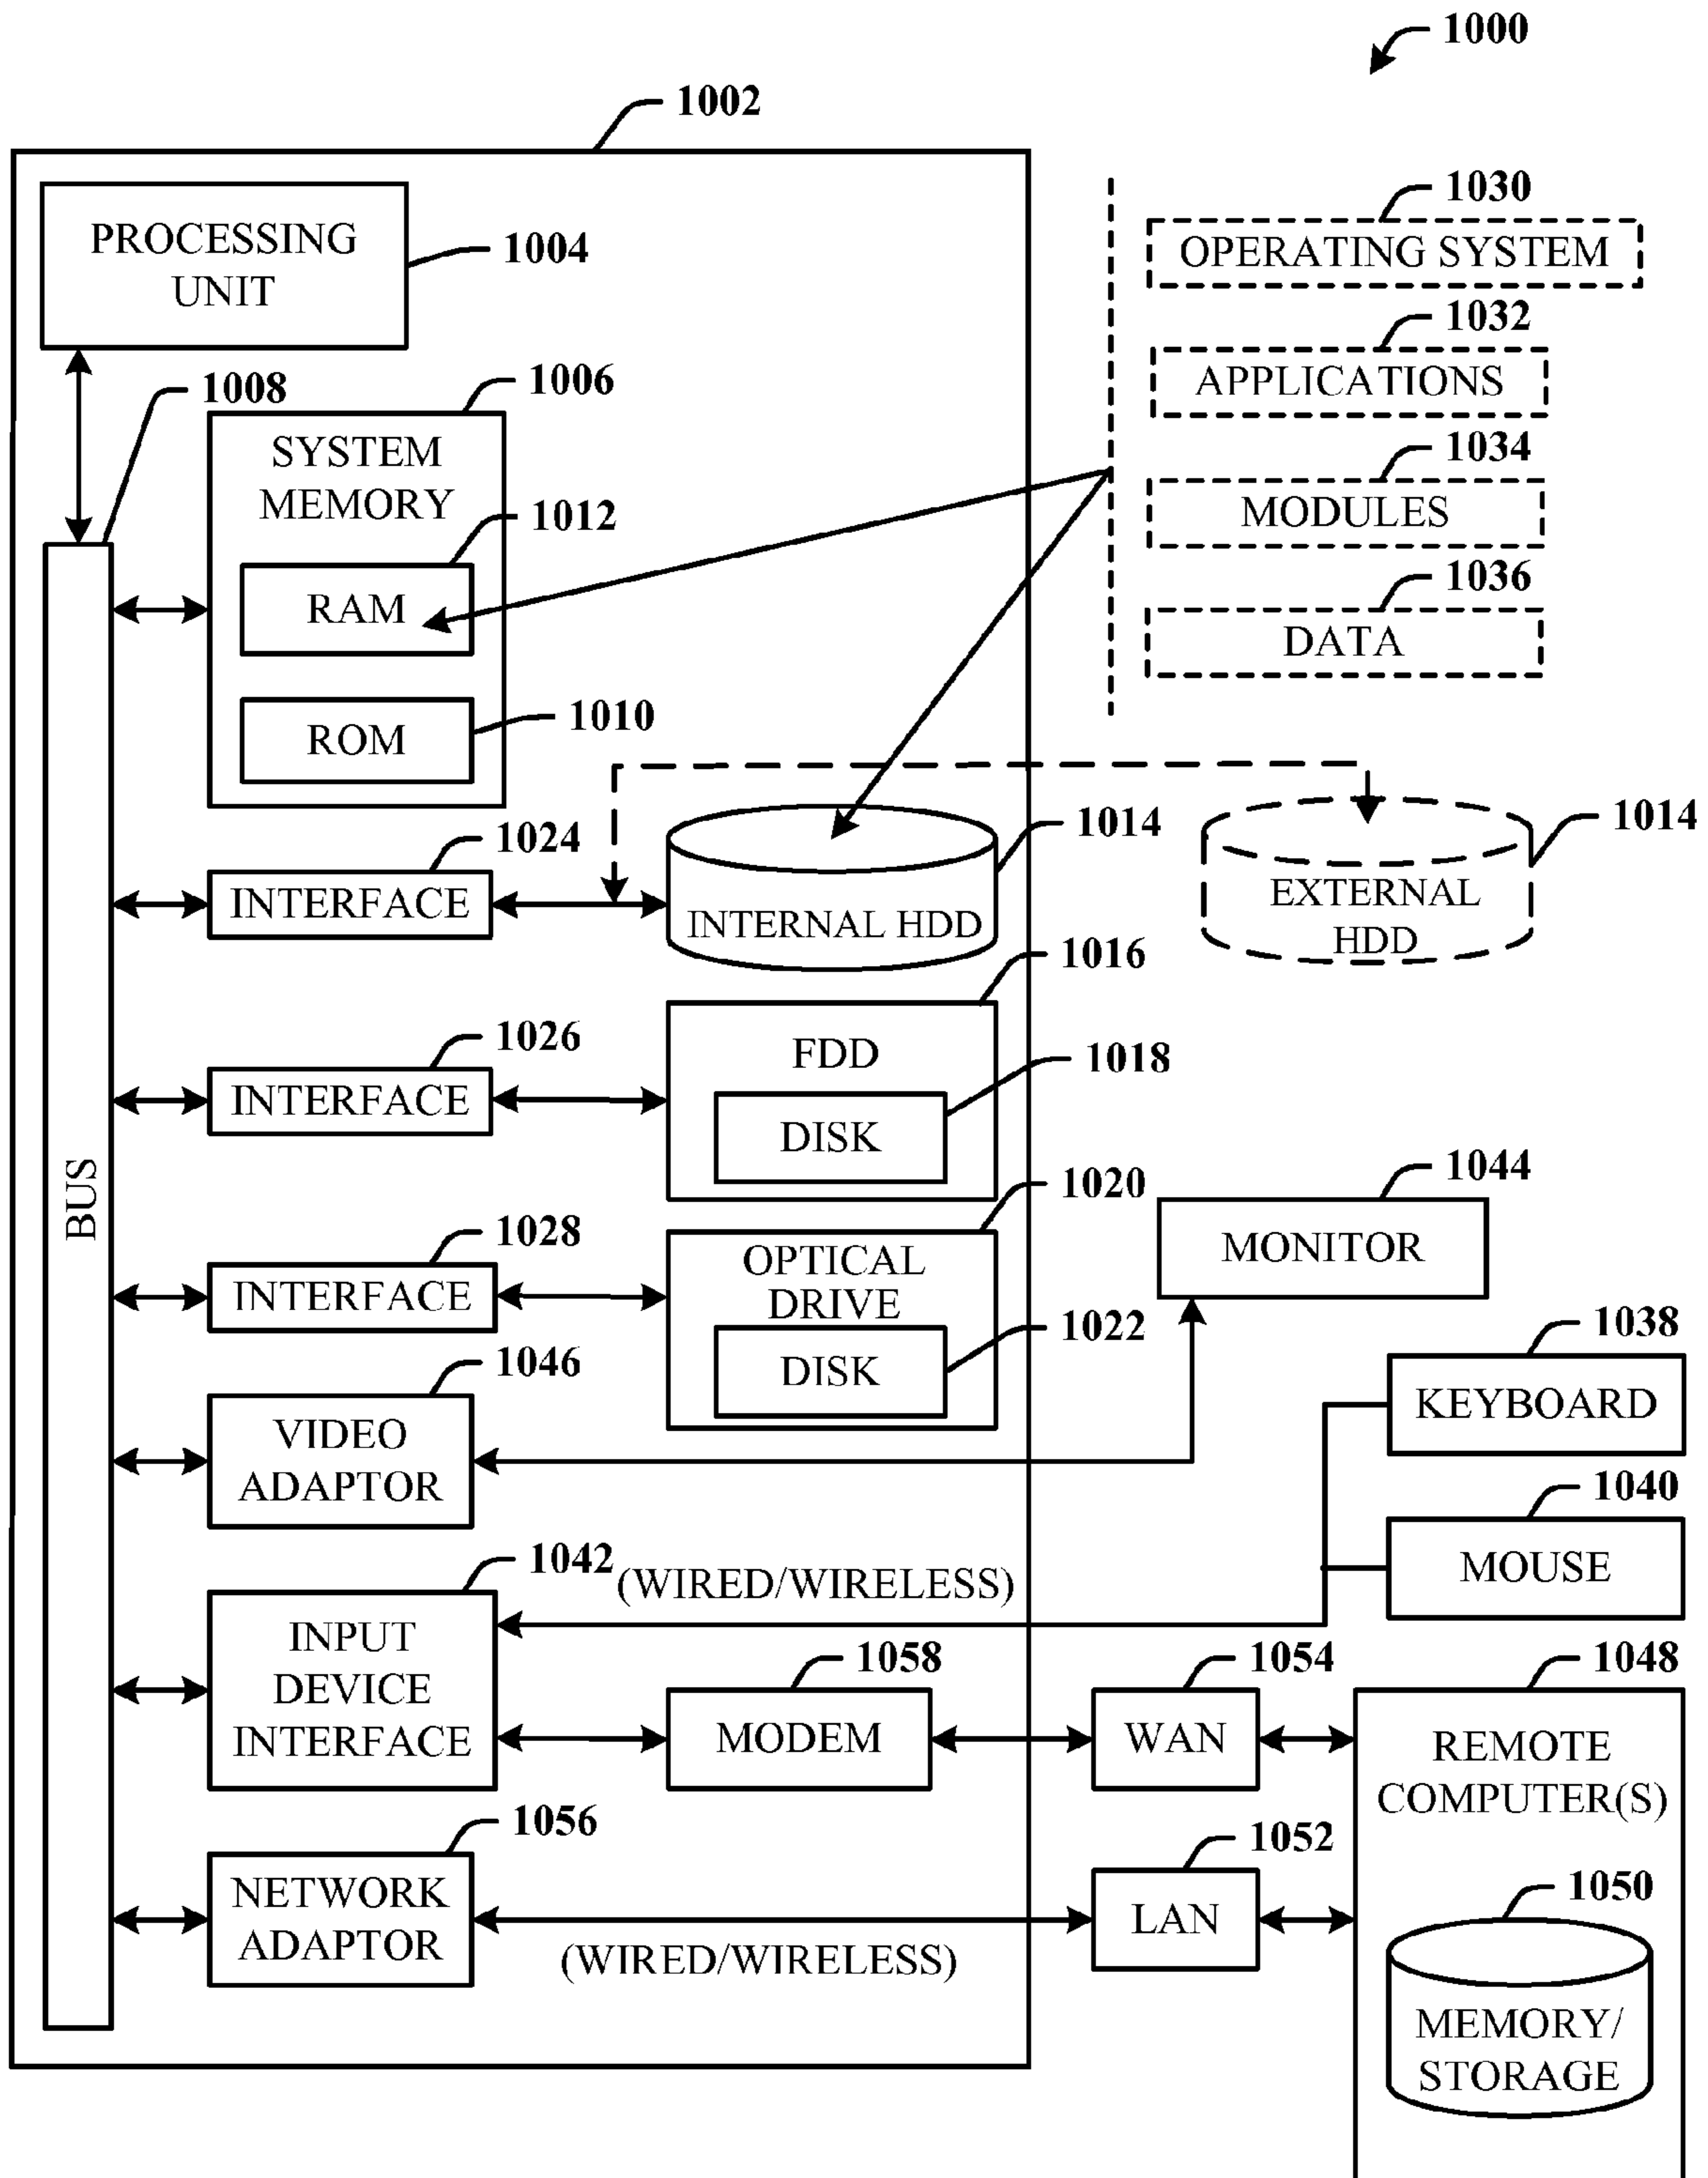 1000
1002
PROCESSING
UNIT
1004
1030
OPERATING SYSTEM
1032
APPLICATIONS
1034
MODULES
1036
DATA
1008
1006
SYSTEM
MEMORY
1012
RAM
1010
ROM
1024
INTERFACE
1014
INTERNAL HDD
1014
EXTERNAL
HDD
1026
INTERFACE
1016
FDD
1018
DISK
BUS
1028
INTERFACE
1020
OPTICAL
DRIVE
1022
DISK
1044
MONITOR
1046
VIDEO
ADAPTOR
1038
KEYBOARD
1040
MOUSE
1042
(WIRED/WIRELESS)
INPUT
DEVICE
INTERFACE
1058
MODEM
1054
WAN
1048
REMOTE
COMPUTER(S)
1056
NETWORK
ADAPTOR
(WIRED/WIRELESS)
1052
LAN
1050
MEMORY/
STORAGE